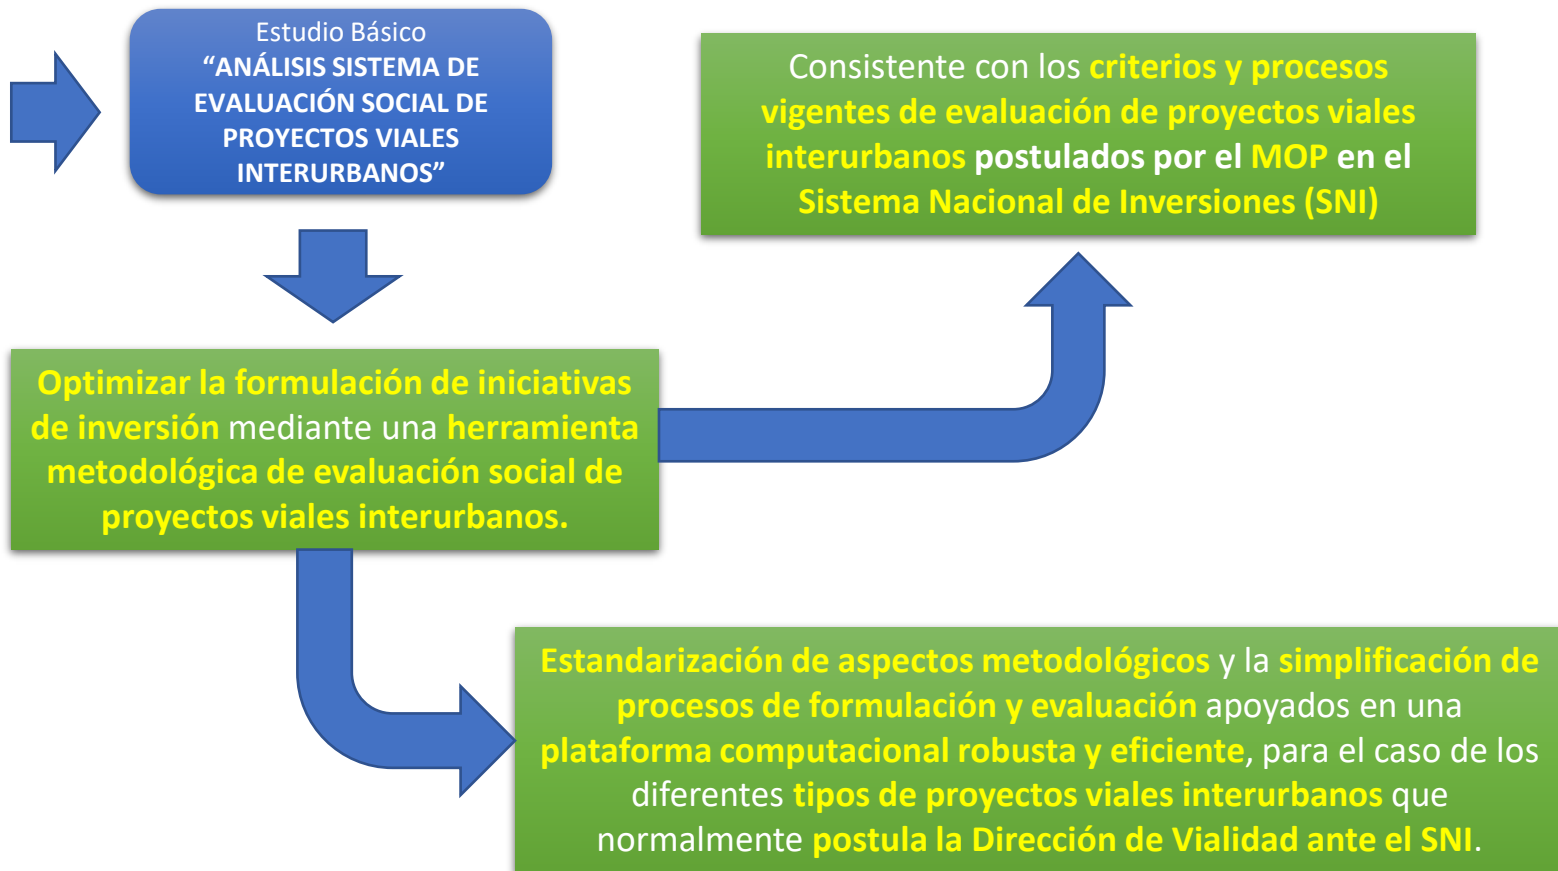 Estudio Básico
“ANÁLISIS SISTEMA DE
EVALUACIÓN SOCIAL DE
PROYECTOS VIALES
INTERURBANOS”
Consistente con los criterios y procesos
vigentes de evaluación de proyectos viales
interurbanos postulados por el MOP en el
Sistema Nacional de Inversiones (SNI)
Optimizar la formulación de iniciativas
de inversión mediante una herramienta
metodológica de evaluación social de
proyectos viales interurbanos.
Estandarización de aspectos metodológicos y la simplificación de
procesos de formulación y evaluación apoyados en una
plataforma computacional robusta y eficiente, para el caso de los
diferentes tipos de proyectos viales interurbanos que
normalmente postula la Dirección de Vialidad ante el SNI.